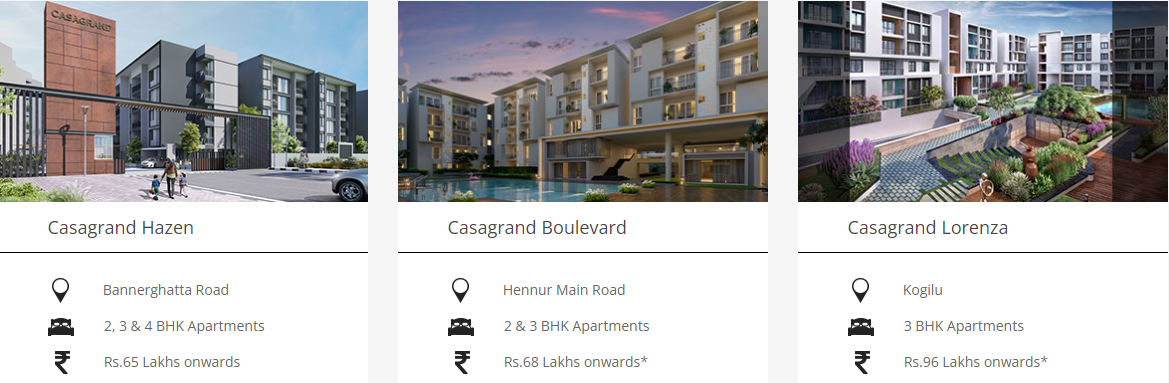 CASAGRAND
Casagrand Hazen
Bannerghatta Road
2, 3 & 4 BHK Apartments
Rs.65 Lakhs onwards
Casagrand Boulevard
Hennur Main Road
2 & 3 BHK Apartments
Rs.68 Lakhs onwards*
Casagrand Lorenza
Kogilu
3 BHK Apartments
Rs.96 Lakhs onwards*